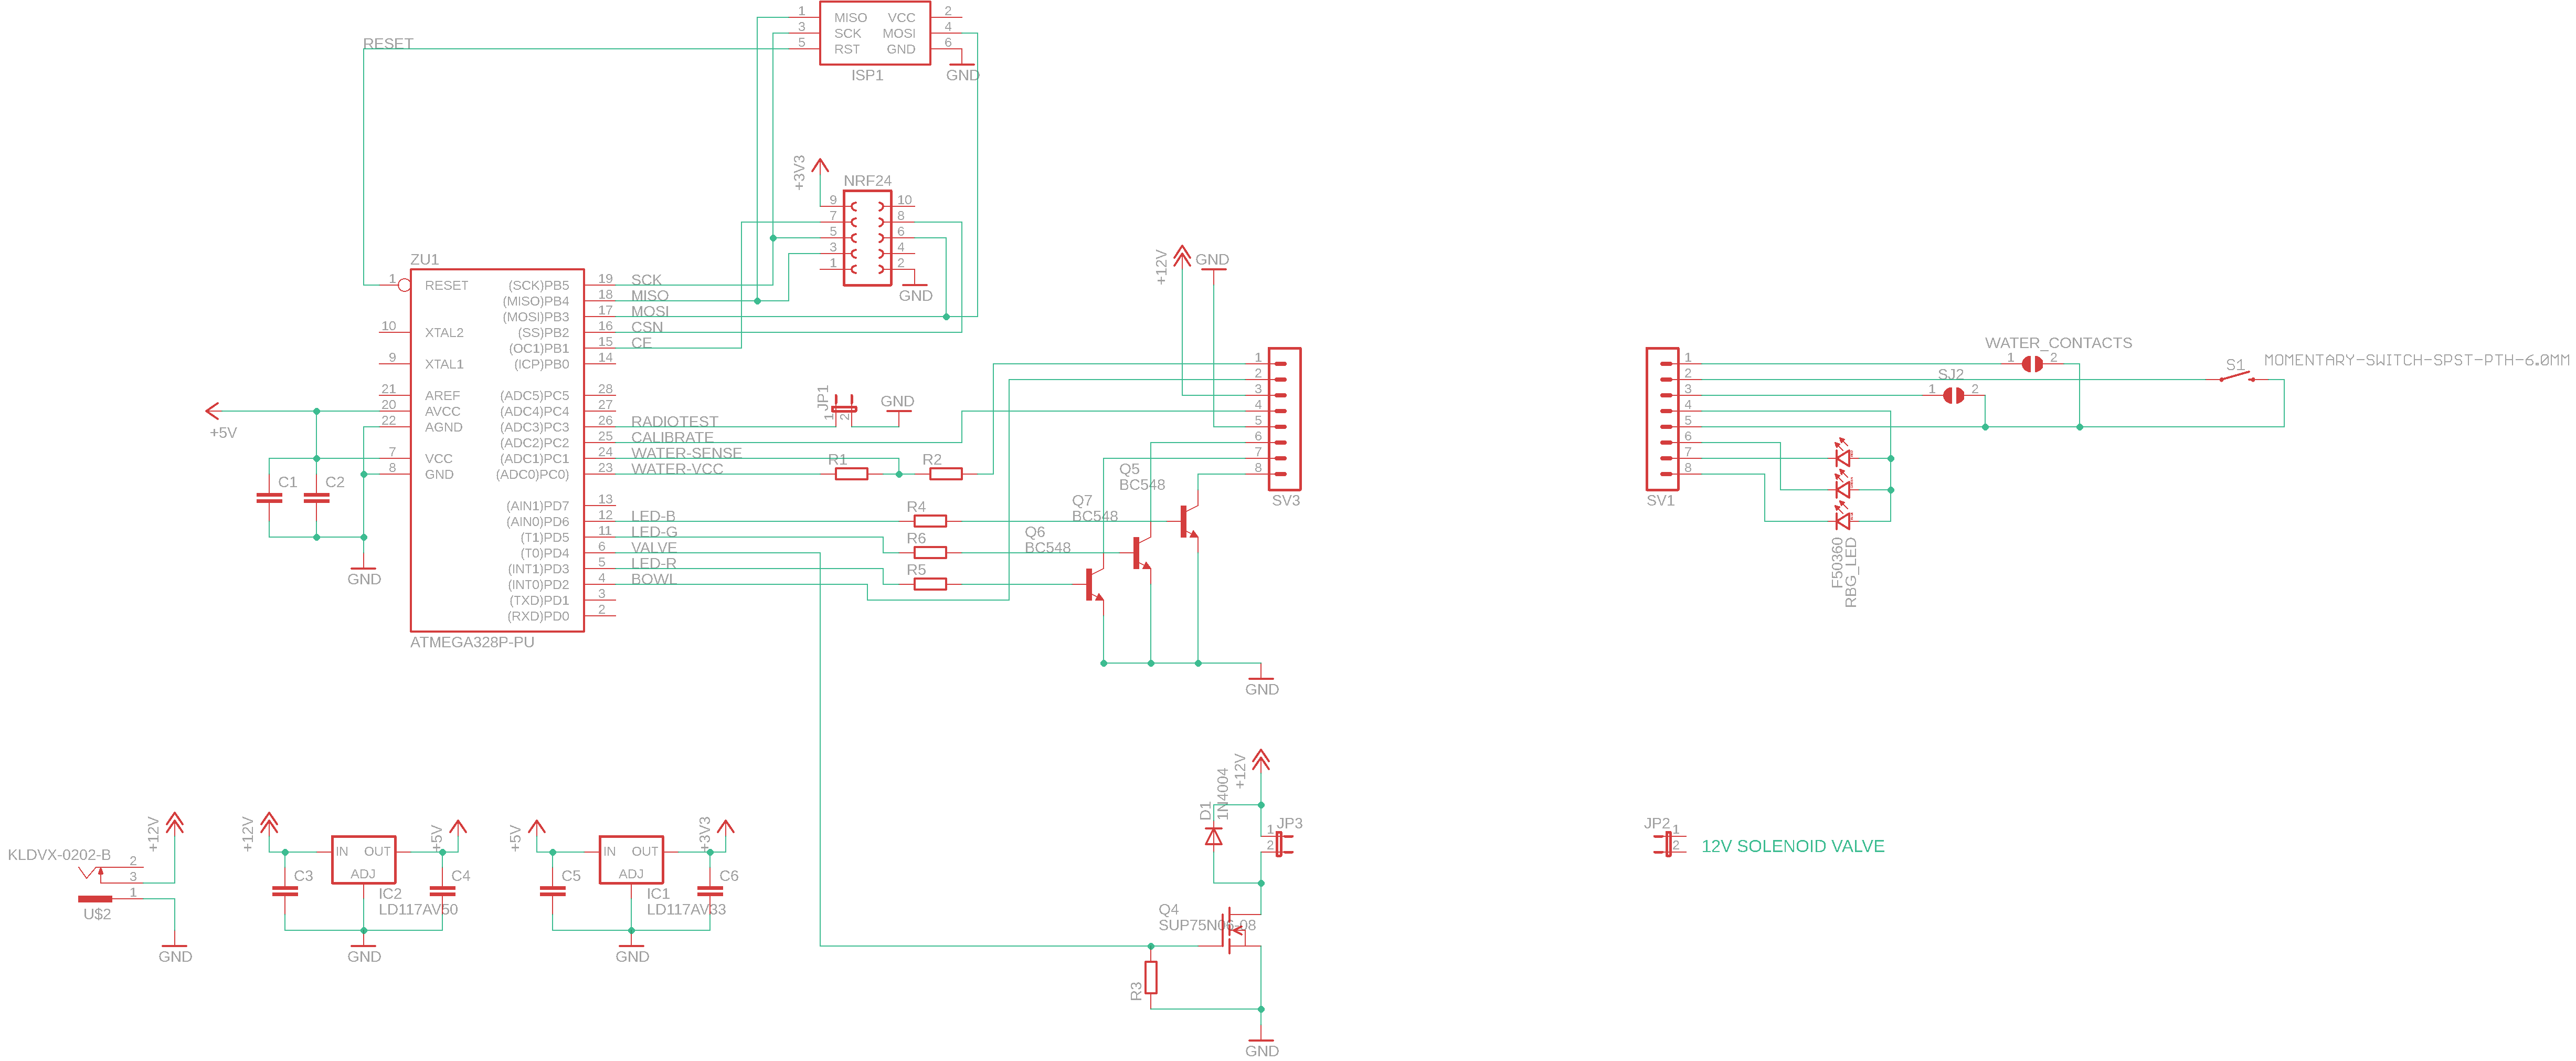 1 MISO VCC 2
3 SCK MOSI 4
5 RST GND 6
RESET
ISP1 GND
+3V3
NRF24
9 10
7 8
5 6
3 4
1 2
GND
ZU1
1 RESET (SCK)PB5 19 SCK
(MISO)PB4 18 MISO
(MOSI)PB3 17 MOSI
10 XTAL2 (SS)PB2 16 CSN
(OC1)PB1 15 CE
9 XTAL1 (ICP)PB0 14
21 AREF (ADC5)PC5 28
20 AVCC (ADC4)PC4 27
22 AGND (ADC3)PC3 26 RADIOTEST
(ADC2)PC2 25 CALIBRATE
7 VCC (ADC1)PC1 24 WATER-SENSE
8 GND (ADC0)PC0) 23 WATER-VCC
(AIN1)PD7 13
(AIN0)PD6 12 LED-B
(T1)PD5 11 LED-G
(T0)PD4 6 VALVE
(INT1)PD3 5 LED-R
(INT0)PD2 4 BOWL
(TXD)PD1 3
(RXD)PD0 2
ATMEGA328P-PU
+5V
C1 C2
GND
JP1
1 2
GND
R1 R2
R4
R6
R5
Q5
BC548
Q7
BC548
Q6
BC548
GND
+12V GND
1
2
3
4
5
6
7
8
SV3
1
2
3
4
5
6
7
8
SV1
WATER_CONTACTS
1 2
SJ2
1 2
S1 MOMENTARY-SWITCH-SPST-PTH-6.0MM
F50360
RBG_LED
KLDVX-0202-B
2
3
1
U$2
+12V
GND
+12V
IN OUT
ADJ
+5V
C3 C4
IC2
LD117AV50
GND
+5V
IN OUT
ADJ
+3V3
C5 C6
IC1
LD117AV33
GND
+12V
D1
1N4004
JP3
1
2
Q4
SUP75N06-08
R3
GND
JP2
1
2
12V SOLENOID VALVE